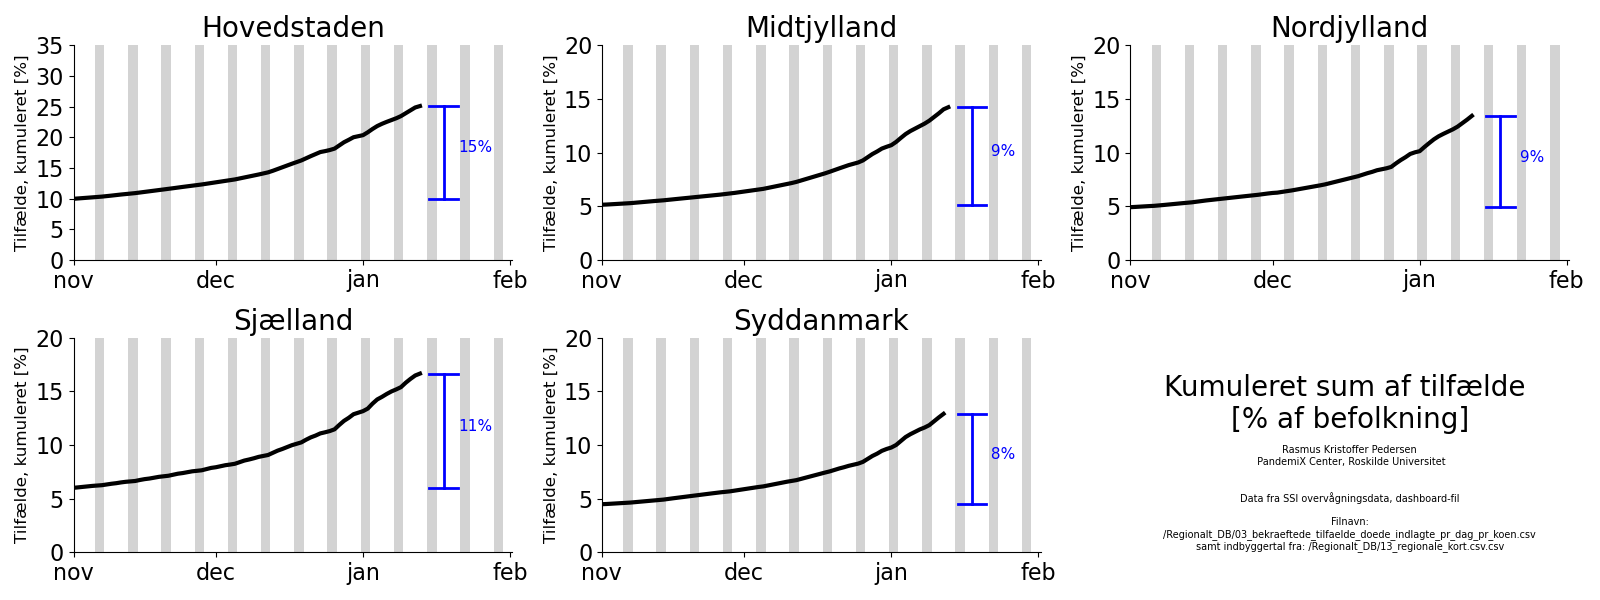 Hovedstaden
Tilfælde, kumuleret [%]
35
30
25
20
15
10
5
0
15%
nov
dec
jan
feb
Midtjylland
Tilfælde, kumuleret [%]
20
15
10
5
0
9%
nov
dec
jan
feb
Nordjylland
Tilfælde, kumuleret [%]
20
15
10
5
0
9%
nov
dec
jan
feb
Sjælland
Tilfælde, kumuleret [%]
20
15
10
5
0
11%
nov
dec
jan
feb
Syddanmark
Tilfælde, kumuleret [%]
20
15
10
5
0
8%
nov
dec
jan
feb
Kumuleret sum af tilfælde
[% af befolkning]
Rasmus Kristoffer Pedersen
PandemiX Center, Roskilde Universitet
Data fra SSI overvågningsdata, dashboard-fil
Filnavn:
/Regionalt_DB/03_bekraeftede_tilfaelde_doede_indlagte_pr_dag_pr_koen.csv
samt indbyggertal fra: /Regionalt_DB/13_regionale_kort.csv.csv